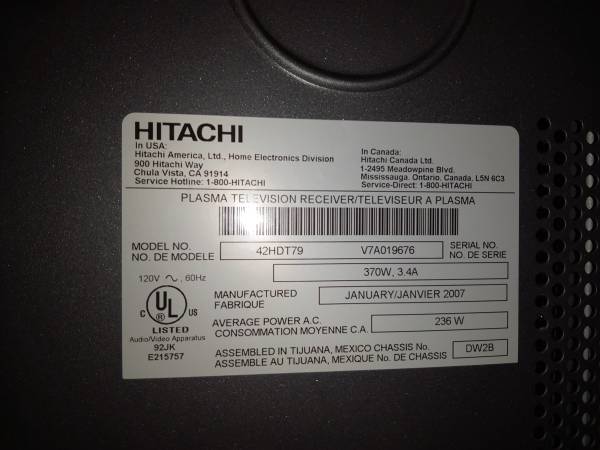 HITACHI
In USA:
Hitachi America, Ltd., Home Electronics Division
900 Hitachi Way
Chula Vista, CA 91914
Service Hotline: 1-800-HITACHI
In Canada:
Hitachi Canada Ltd.
1-2495 Meadowpine Blvd.
Mississauga, Ontario, Canada, L5N 6C3
Service-Direct: 1-800-HITACHI
PLASMA TELEVISION RECEIVER/TELEVISEUR A PLASMA
MODEL NO. 42HDT79 V7A019676 SERIAL NO.
NO. DE MODELE NO. DE SERIE
120V ~, 60Hz 370W, 3.4A
C UL US
LISTED
Audio/Video Apparatus
92JK
E215757
MANUFACTURED JANUARY/JANVIER 2007
FABRIQUE
AVERAGE POWER A.C. 236 W
CONSOMMATION MOYENNE C.A.
ASSEMBLED IN TIJUANA, MEXICO CHASSIS No. DW2B
ASSEMBLE AU TIJUANA, MEXIQUE No. DE CHASSIS